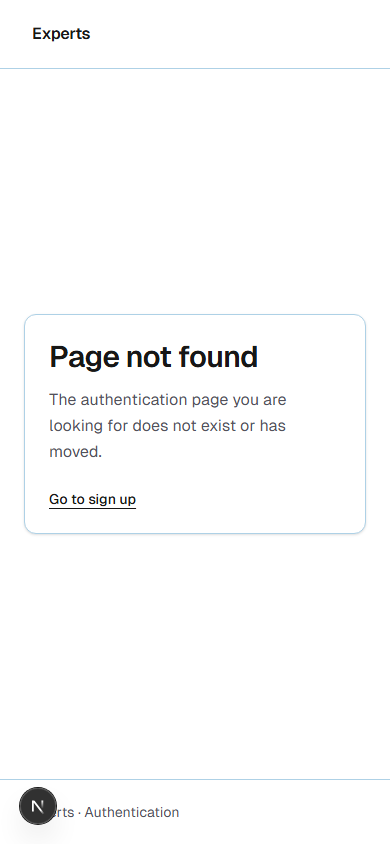 Experts
Page not found
The authentication page you are
looking for does not exist or has
moved.
Go to sign up
N
rts · Authentication